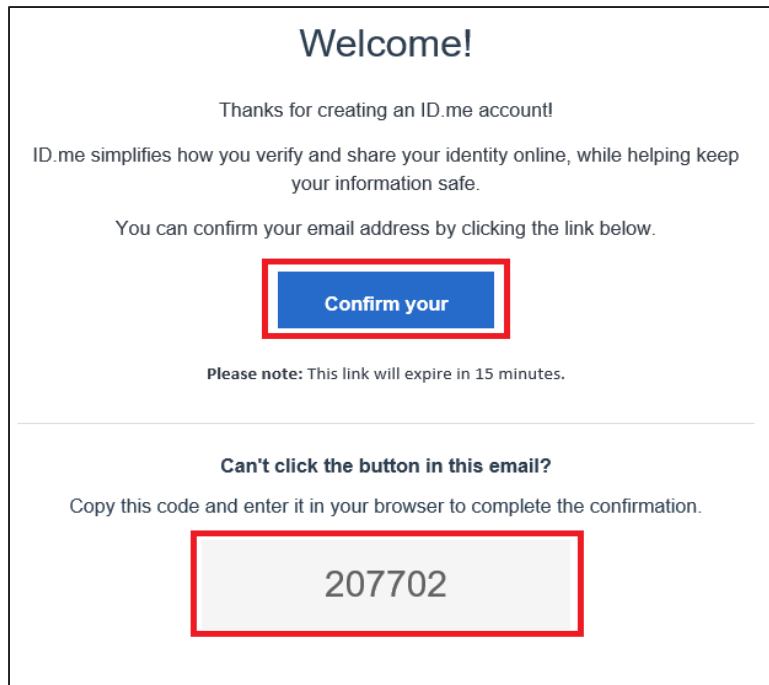 Welcome!
Thanks for creating an ID.me account!
ID.me simplifies how you verify and share your identity online, while helping keep
your information safe.
You can confirm your email address by clicking the link below.
Confirm your
Please note: This link will expire in 15 minutes.
Can't click the button in this email?
Copy this code and enter it in your browser to complete the confirmation.
207702